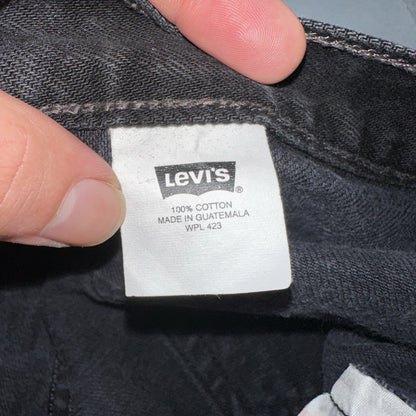 Levi's®
100% COTTON
MADE IN GUATEMALA
WPL 423